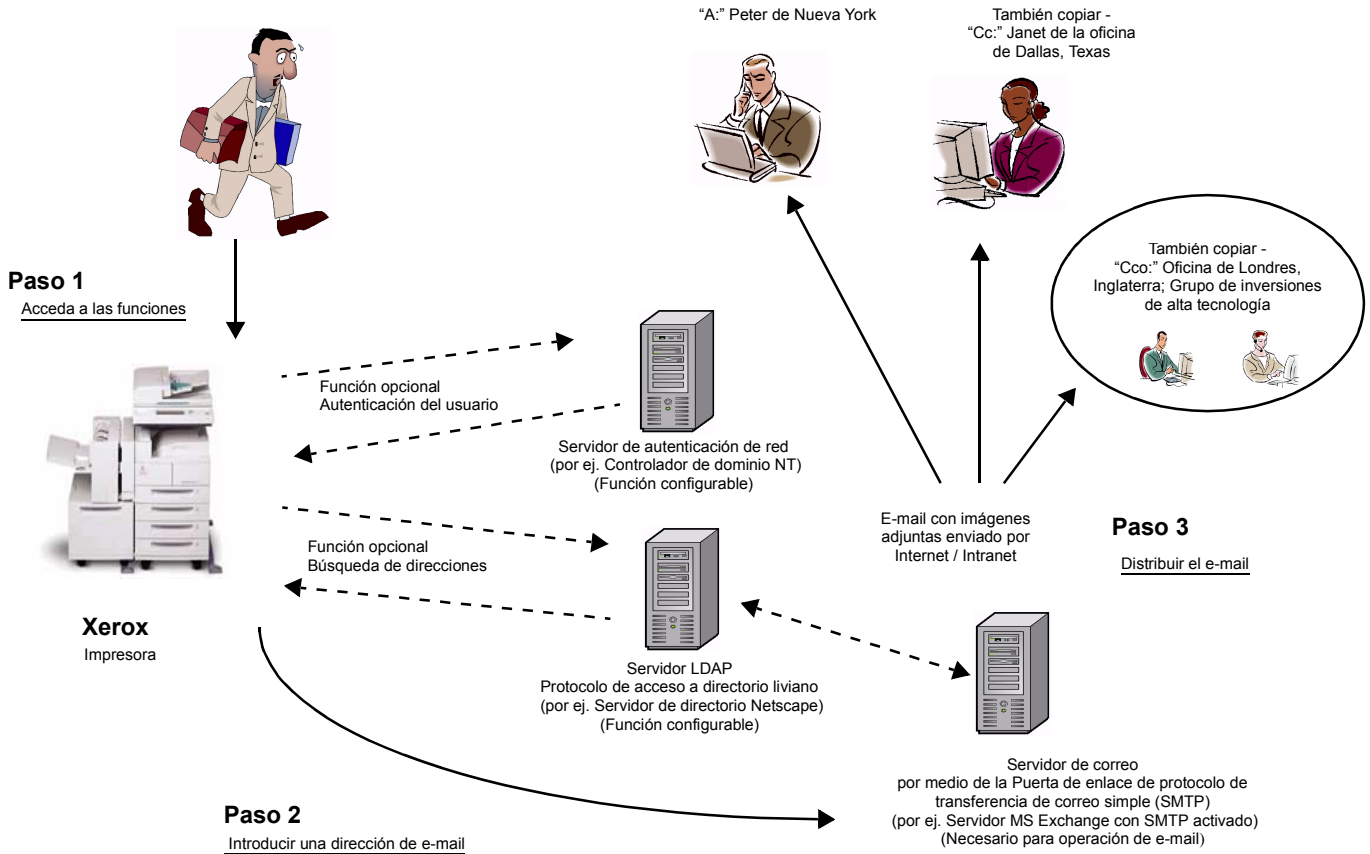 “A:” Peter de Nueva York
También copiar -
“Cc:” Janet de la oficina
de Dallas, Texas
También copiar -
“Cco:” Oficina de Londres,
Inglaterra; Grupo de inversiones
de alta tecnología
Paso 1
Acceda a las funciones
Función opcional
Autenticación del usuario
Servidor de autenticación de red
(por ej. Controlador de dominio NT)
(Función configurable)
Función opcional
Búsqueda de direcciones
E-mail con imágenes
adjuntas enviado por
Internet / Intranet
Paso 3
Distribuir el e-mail
Xerox
Impresora
Servidor LDAP
Protocolo de acceso a directorio liviano
(por ej. Servidor de directorio Netscape)
(Función configurable)
Servidor de correo
por medio de la Puerta de enlace de protocolo de
transferencia de correo simple (SMTP)
(por ej. Servidor MS Exchange con SMTP activado)
(Necesario para operación de e-mail)
Paso 2
Introducir una dirección de e-mail